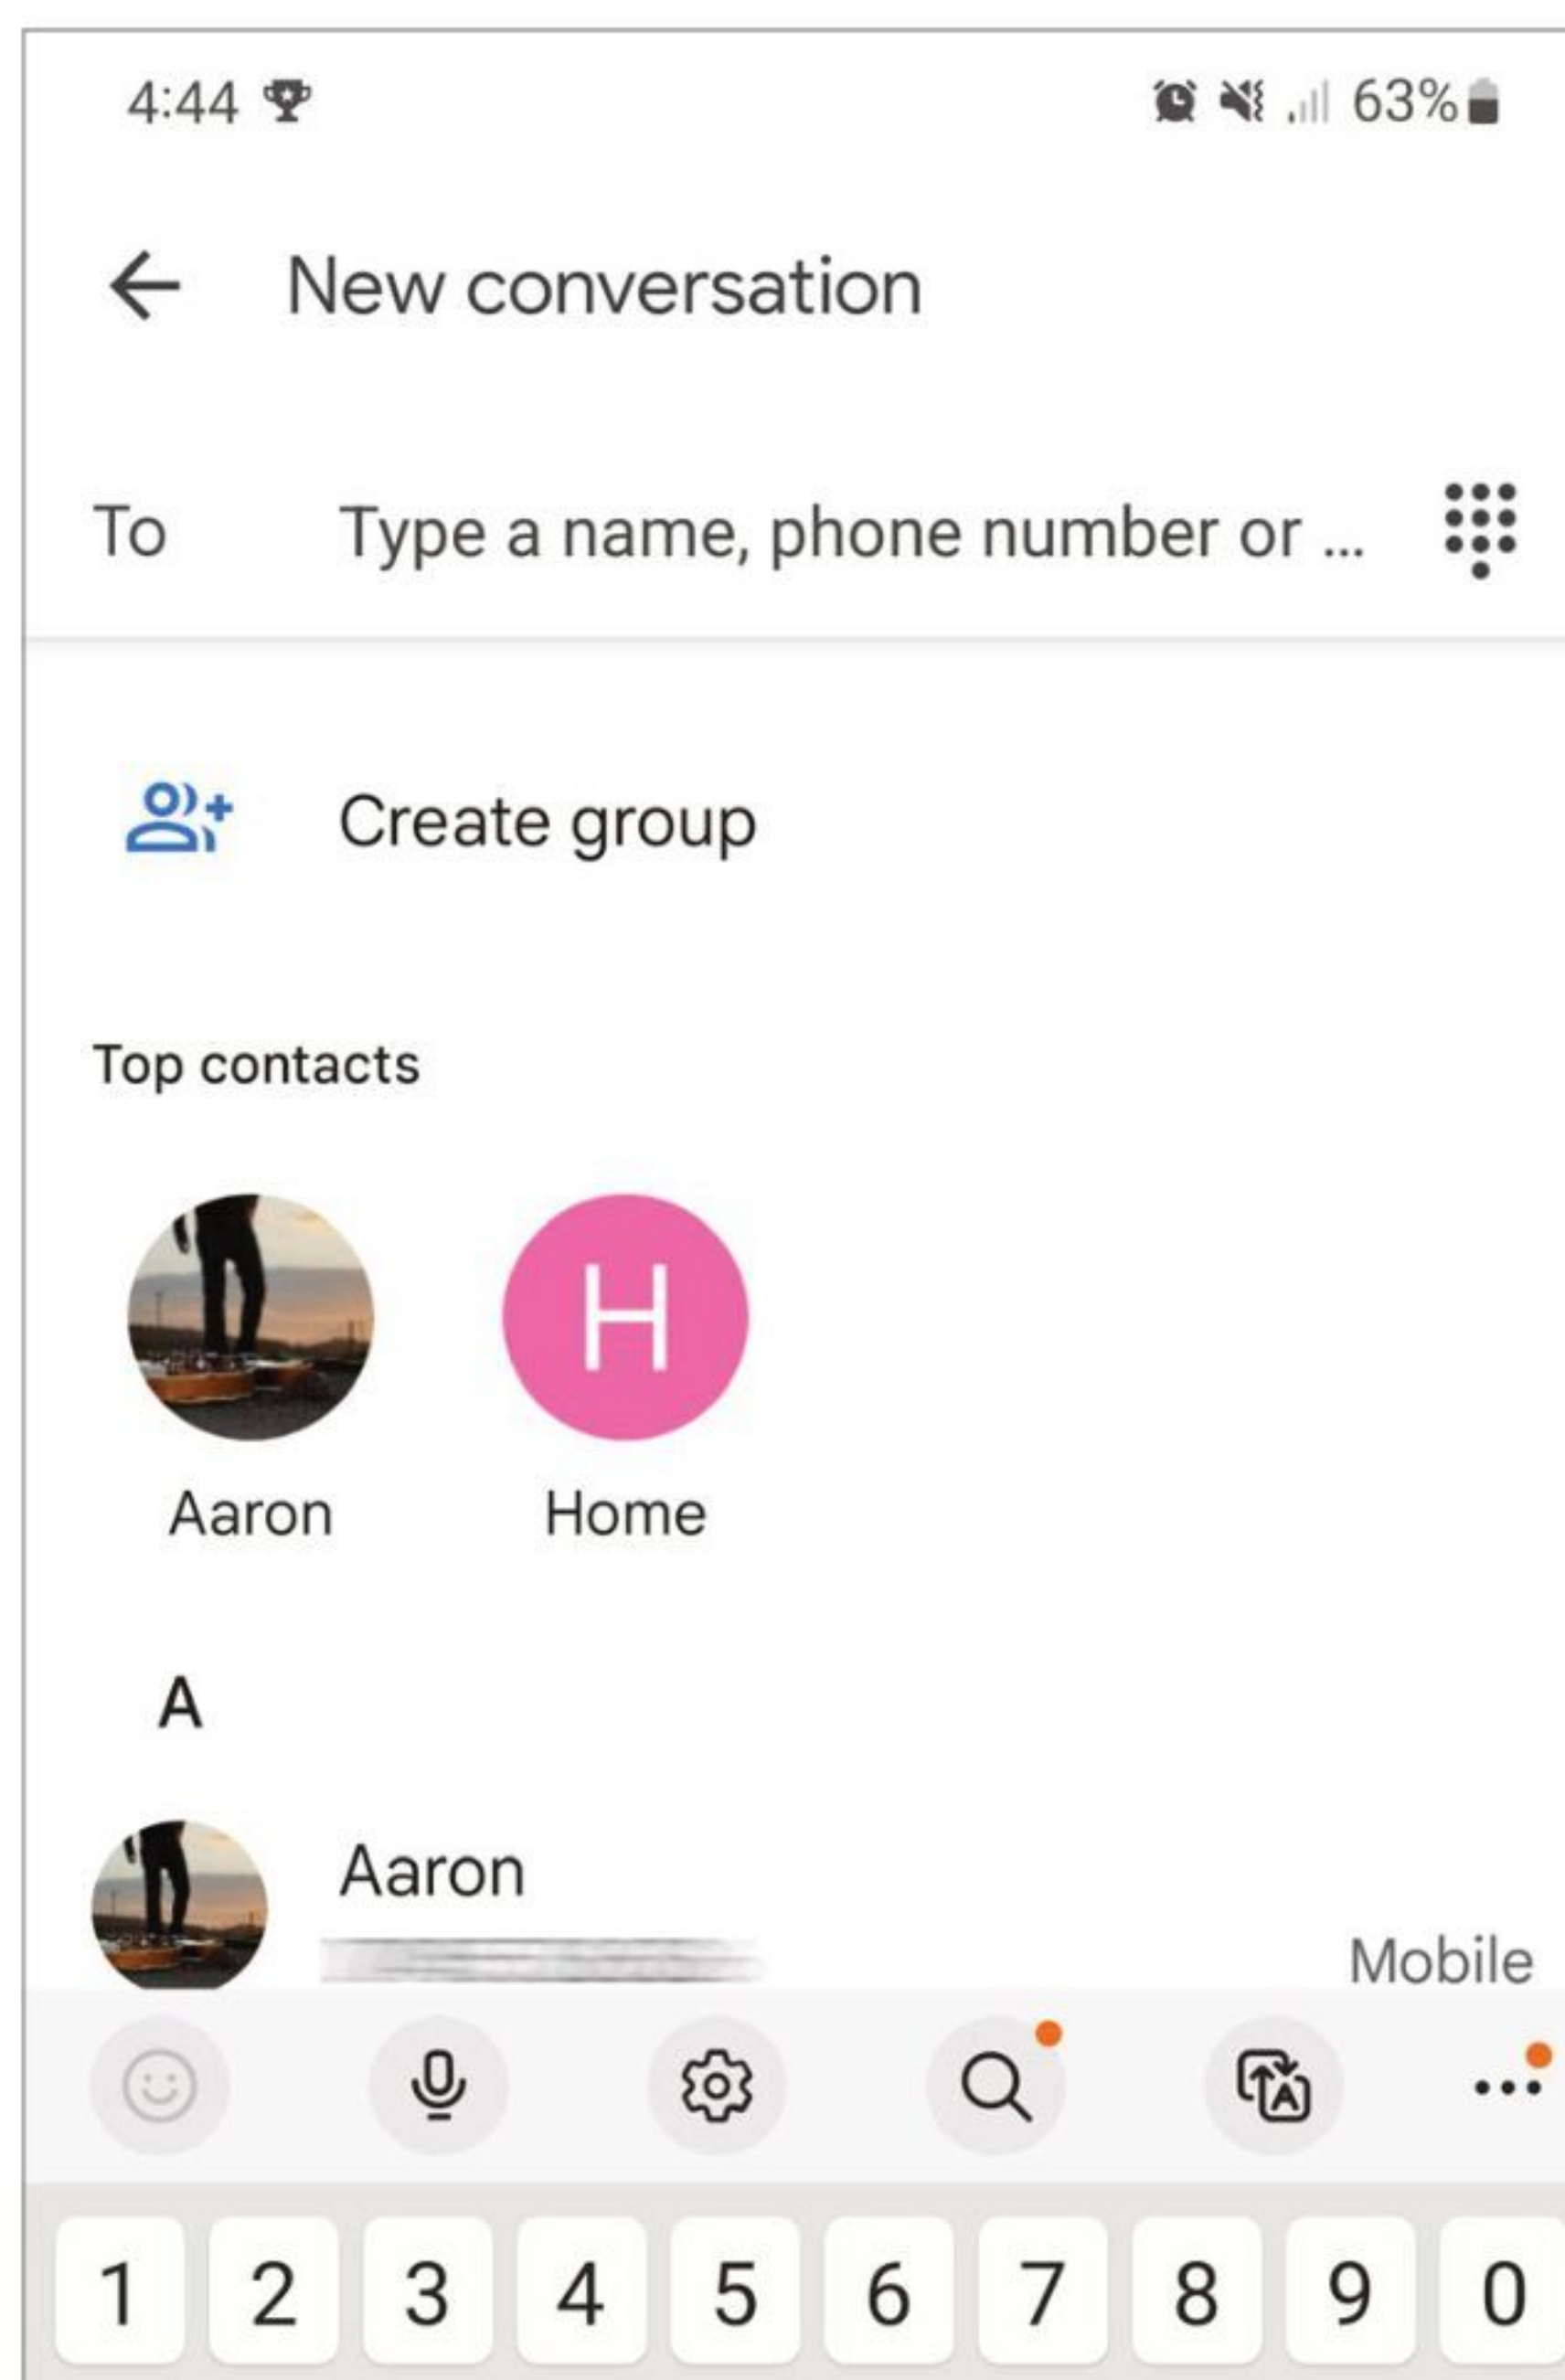 4:44 63%
New conversation
To Type a name, phone number or ...
Create group
Top contacts
H
Aaron Home
A
Aaron
Mobile
A
1 2 3 4 5 6 7 8 9 0